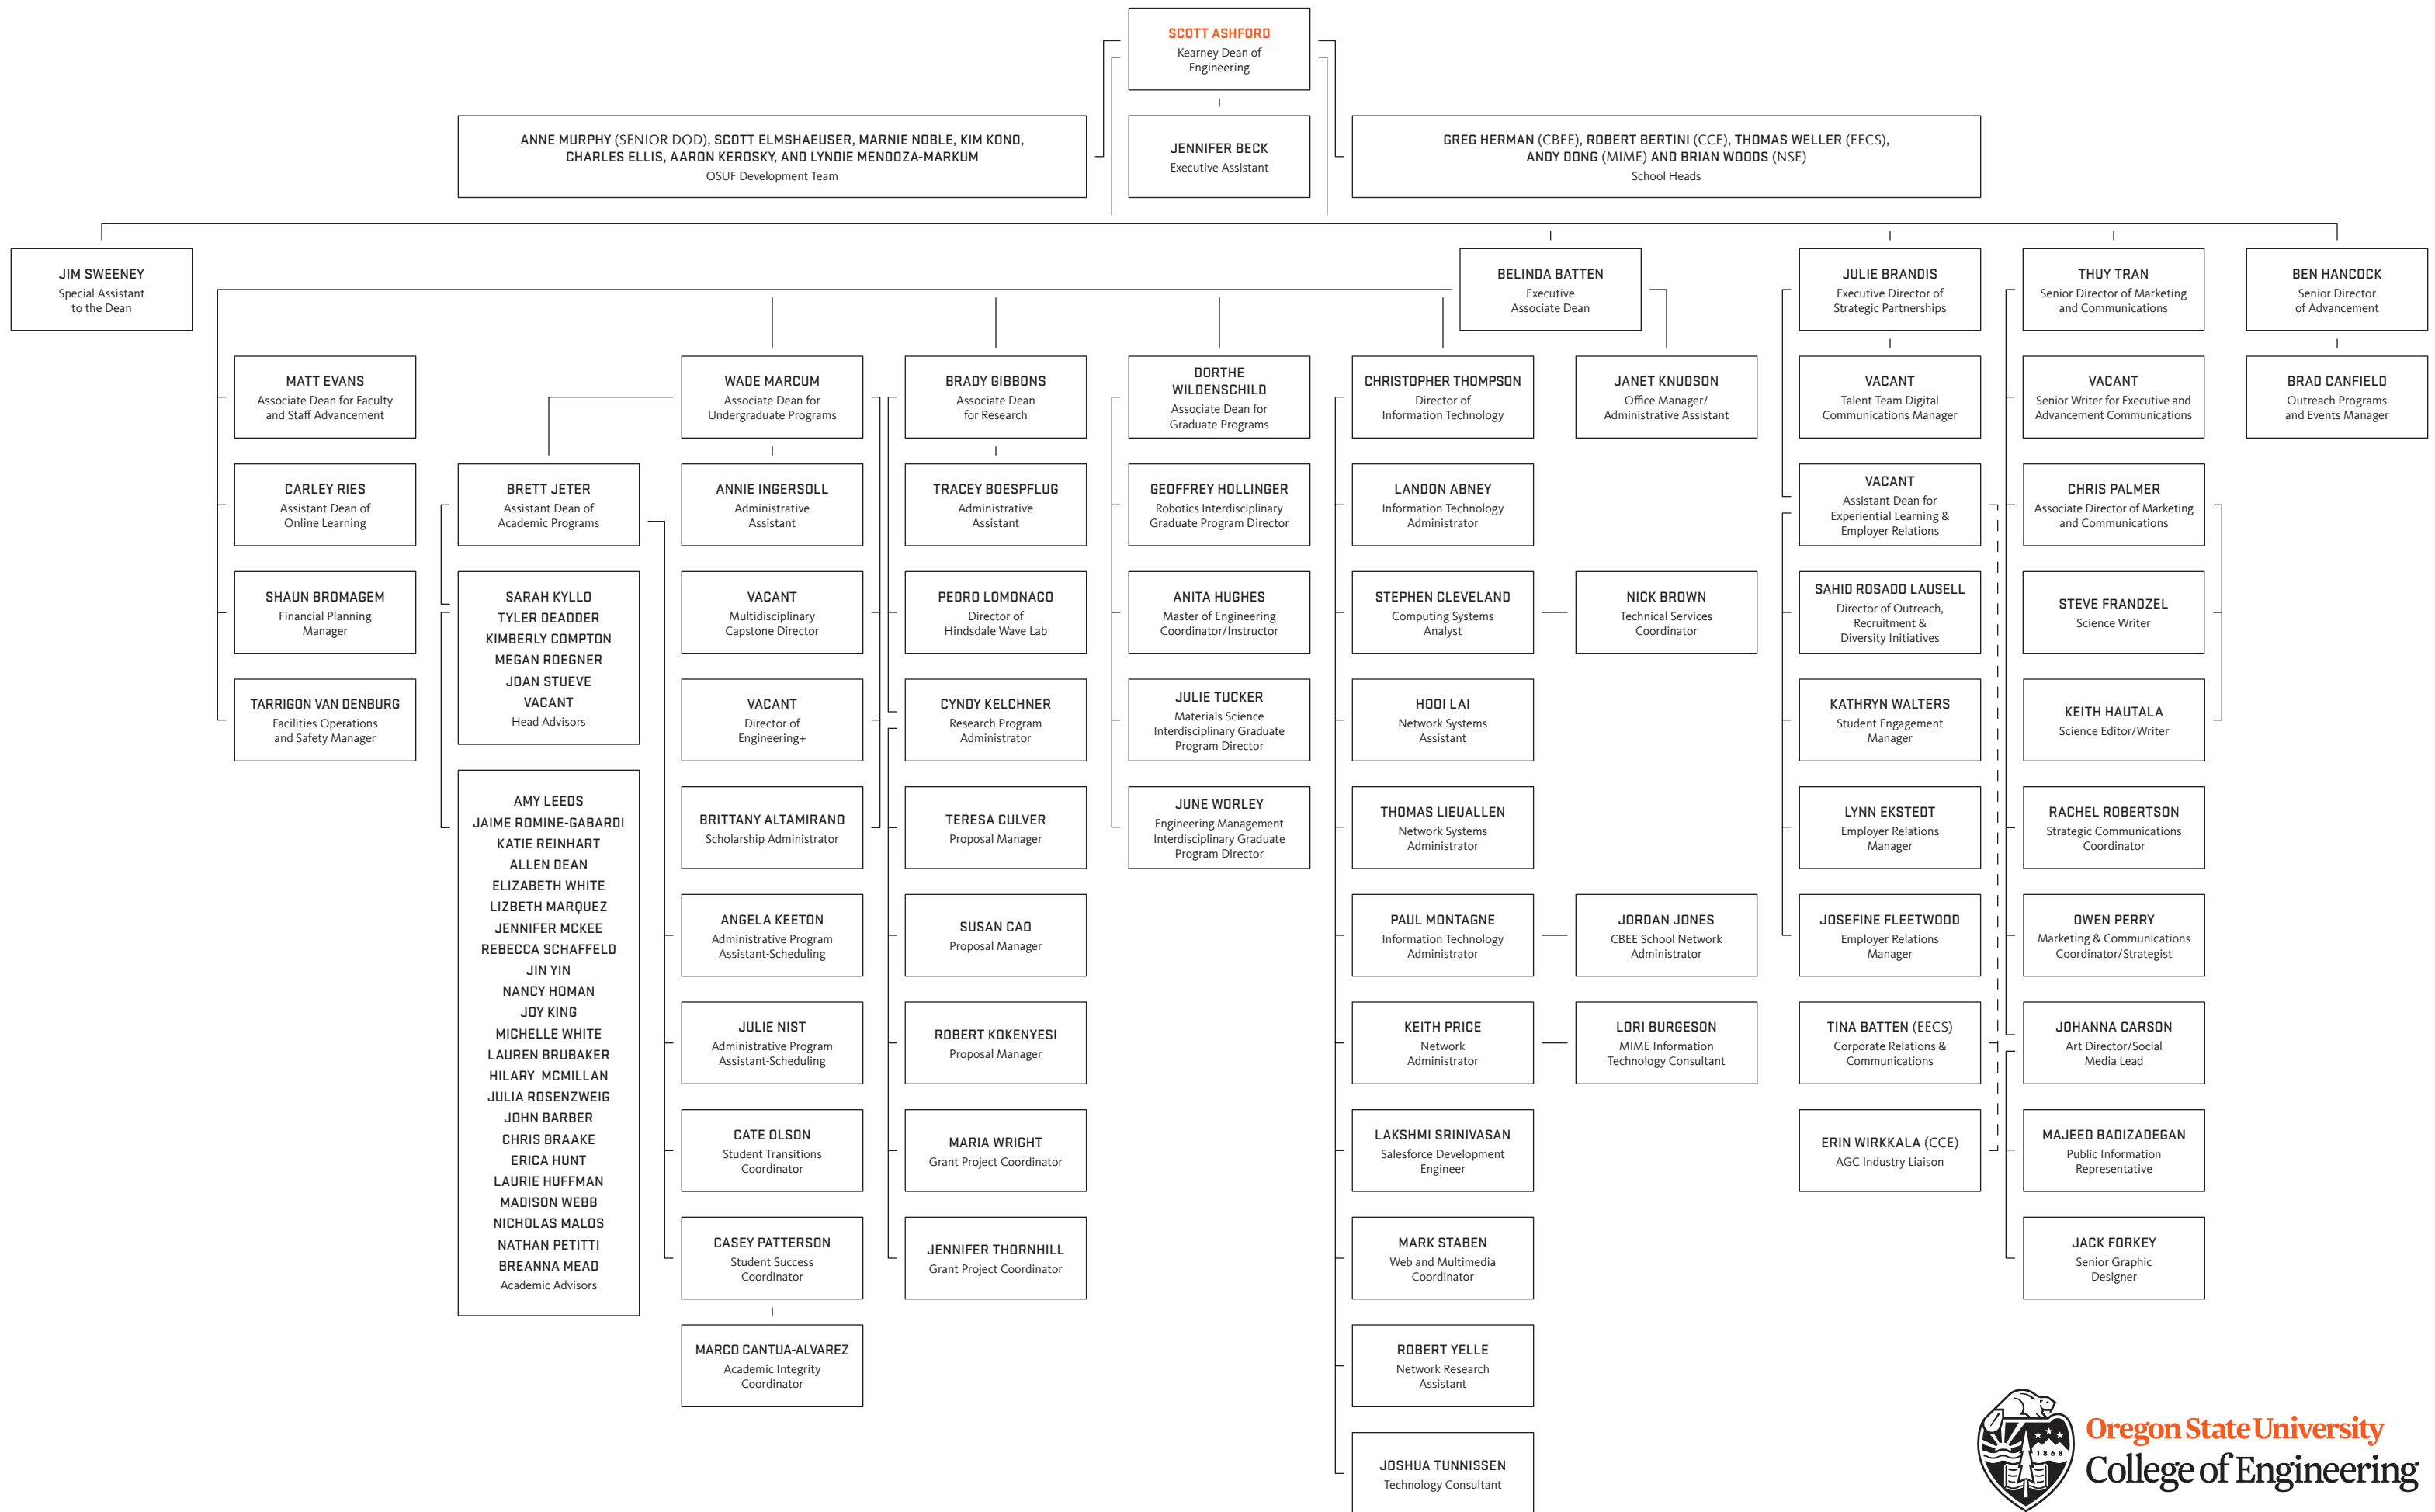 SCOTT ASHFORD
Kearney Dean of
Engineering
ANNE MURPHY (SENIOR DOD), SCOTT ELMSHAEUSER, MARNIE NOBLE, KIM KONO,
CHARLES ELLIS, AARON KEROSKY, AND LYNDIE MENDOZA-MARKUM
OSUF Development Team
JENNIFER BECK
Executive Assistant
GREG HERMAN (CBEE), ROBERT BERTINI (CCE), THOMAS WELLER (EECS),
ANDY DONG (MIME) AND BRIAN WOODS (NSE)
School Heads
JIM SWEENEY
Special Assistant
to the Dean
BELINDA BATTEN
Executive
Associate Dean
JULIE BRANDIS
Executive Director of
Strategic Partnerships
THUY TRAN
Senior Director of Marketing
and Communications
BEN HANCOCK
Senior Director
of Advancement
MATT EVANS
Associate Dean for Faculty
and Staff Advancement
WADE MARCUM
Associate Dean for
Undergraduate Programs
BRADY GIBBONS
Associate Dean
for Research
DORTHE
WILDENSCHILD
Associate Dean for
Graduate Programs
CHRISTOPHER THOMPSON
Director of
Information Technology
JANET KNUDSON
Office Manager/
Administrative Assistant
VACANT
Talent Team Digital
Communications Manager
VACANT
Senior Writer for Executive and
Advancement Communications
BRAD CANFIELD
Outreach Programs
and Events Manager
CARLEY RIES
Assistant Dean of
Online Learning
BRETT JETER
Assistant Dean of
Academic Programs
ANNIE INGERSOLL
Administrative
Assistant
TRACEY BOESPFLUG
Administrative
Assistant
GEOFFREY HOLLINGER
Robotics Interdisciplinary
Graduate Program Director
LANDON ABNEY
Information Technology
Administrator
VACANT
Assistant Dean for
Experiential Learning &
Employer Relations
CHRIS PALMER
Associate Director of Marketing
and Communications
SHAUN BROMAGEM
Financial Planning
Manager
SARAH KYLLO
TYLER DEADDER
KIMBERLY COMPTON
MEGAN ROEGNER
JOAN STUEVE
VACANT
Head Advisors
VACANT
Multidisciplinary
Capstone Director
PEDRO LOMONACO
Director of
Hindsdale Wave Lab
ANITA HUGHES
Master of Engineering
Coordinator/Instructor
STEPHEN CLEVELAND
Computing Systems
Analyst
NICK BROWN
Technical Services
Coordinator
SAHID ROSADO LAUSELL
Director of Outreach,
Recruitment &
Diversity Initiatives
STEVE FRANDZEL
Science Writer
TARRIGON VAN DENBURG
Facilities Operations
and Safety Manager
VACANT
Director of
Engineering+
CYNDY KELCHNER
Research Program
Administrator
JULIE TUCKER
Materials Science
Interdisciplinary Graduate
Program Director
HOOI LAI
Network Systems
Assistant
KATHRYN WALTERS
Student Engagement
Manager
KEITH HAUTALA
Science Editor/Writer
AMY LEEDS
JAIME ROMINE-GABARDI
KATIE REINHART
ALLEN DEAN
ELIZABETH WHITE
LIZBETH MARQUEZ
JENNIFER MCKEE
REBECCA SCHAFFELD
JIN YIN
NANCY HOMAN
JOY KING
MICHELLE WHITE
LAUREN BRUBAKER
HILARY MCMILLAN
JULIA ROSENZWEIG
JOHN BARBER
CHRIS BRAAKE
ERICA HUNT
LAURIE HUFFMAN
MADISON WEBB
NICHOLAS MALOS
NATHAN PETITTI
BREANNA MEAD
Academic Advisors
BRITTANY ALTAMIRANO
Scholarship Administrator
TERESA CULVER
Proposal Manager
JUNE WORLEY
Engineering Management
Interdisciplinary Graduate
Program Director
THOMAS LIEUALLEN
Network Systems
Administrator
LYNN EKSTEDT
Employer Relations
Manager
RACHEL ROBERTSON
Strategic Communications
Coordinator
ANGELA KEETON
Administrative Program
Assistant-Scheduling
SUSAN CAO
Proposal Manager
PAUL MONTAGNE
Information Technology
Administrator
JORDAN JONES
CBEE School Network
Administrator
JOSEFINE FLEETWOOD
Employer Relations
Manager
OWEN PERRY
Marketing & Communications
Coordinator/Strategist
JULIE NIST
Administrative Program
Assistant-Scheduling
ROBERT KOKENYESI
Proposal Manager
KEITH PRICE
Network
Administrator
LORI BURGESON
MIME Information
Technology Consultant
TINA BATTEN (EECS)
Corporate Relations &
Communications
JOHANNA CARSON
Art Director/Social
Media Lead
CATE OLSON
Student Transitions
Coordinator
MARIA WRIGHT
Grant Project Coordinator
LAKSHMI SRINIVASAN
Salesforce Development
Engineer
ERIN WIRKKALA (CCE)
AGC Industry Liaison
MAJEED BADIZADEGAN
Public Information
Representative
CASEY PATTERSON
Student Success
Coordinator
JENNIFER THORNHILL
Grant Project Coordinator
MARK STABEN
Web and Multimedia
Coordinator
JACK FORKEY
Senior Graphic
Designer
MARCO CANTUA-ALVAREZ
Academic Integrity
Coordinator
ROBERT YELLE
Network Research
Assistant
JOSHUA TUNNISSEN
Technology Consultant
1868
Oregon State University
College of Engineering